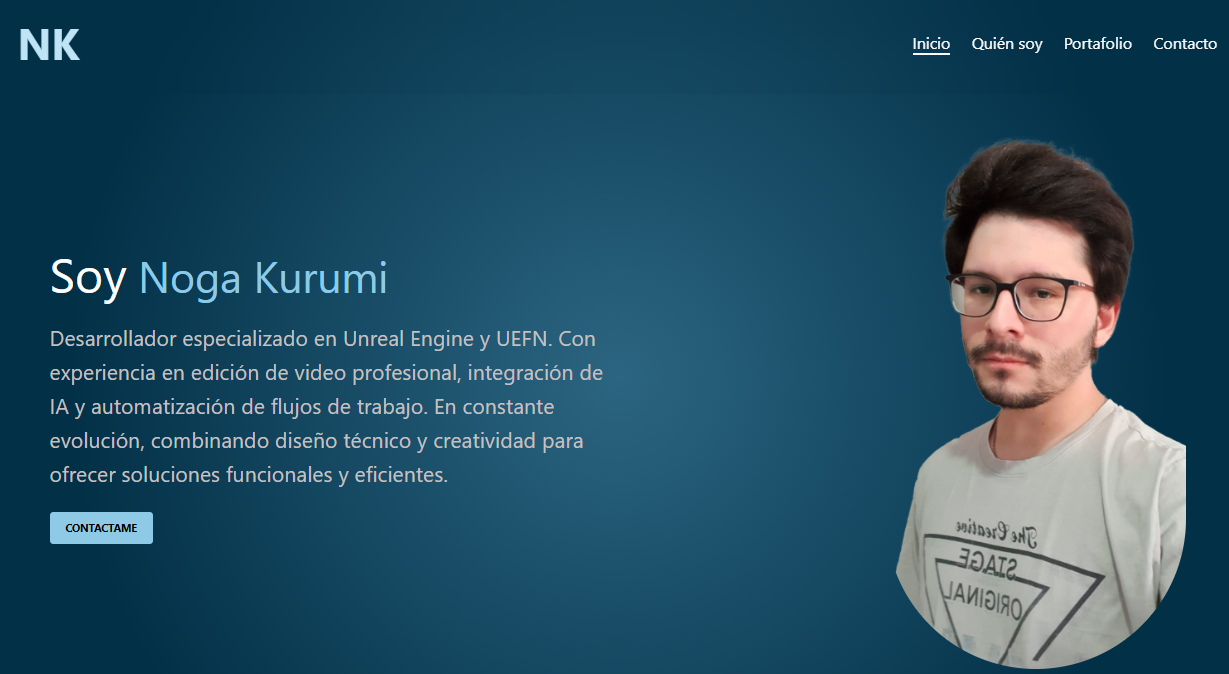 NK
Inicio Quién soy Portafolio Contacto
Soy Noga Kurumi
Desarrollador especializado en Unreal Engine y UEFN. Con
experiencia en edición de video profesional, integración de
IA y automatización de flujos de trabajo. En constante
evolución, combinando diseño técnico y creatividad para
ofrecer soluciones funcionales y eficientes.
CONTACTAME
The Creative
STAGE
ORIGINAL